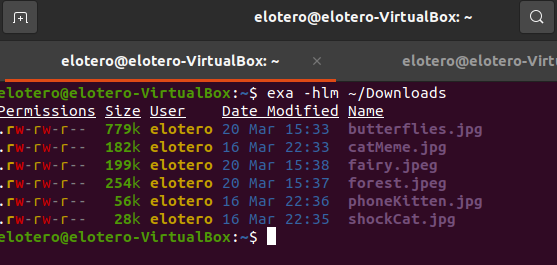 elotero@elotero-VirtualBox: ~
elotero@elotero-VirtualBox: ~ × elotero@elotero-Virt
elotero@elotero-VirtualBox:~$ exa -hlm ~/Downloads
Permissions Size User Date Modified Name
.rw-rw-r-- 779k elotero 20 Mar 15:33 butterflies.jpg
.rw-rw-r-- 182k elotero 16 Mar 22:33 catMeme.jpg
.rw-rw-r-- 199k elotero 20 Mar 15:38 fairy.jpeg
.rw-rw-r-- 254k elotero 20 Mar 15:37 forest.jpeg
.rw-rw-r-- 56k elotero 16 Mar 22:36 phoneKitten.jpg
.rw-rw-r-- 28k elotero 16 Mar 22:35 shockCat.jpg
elotero@elotero-VirtualBox:~$